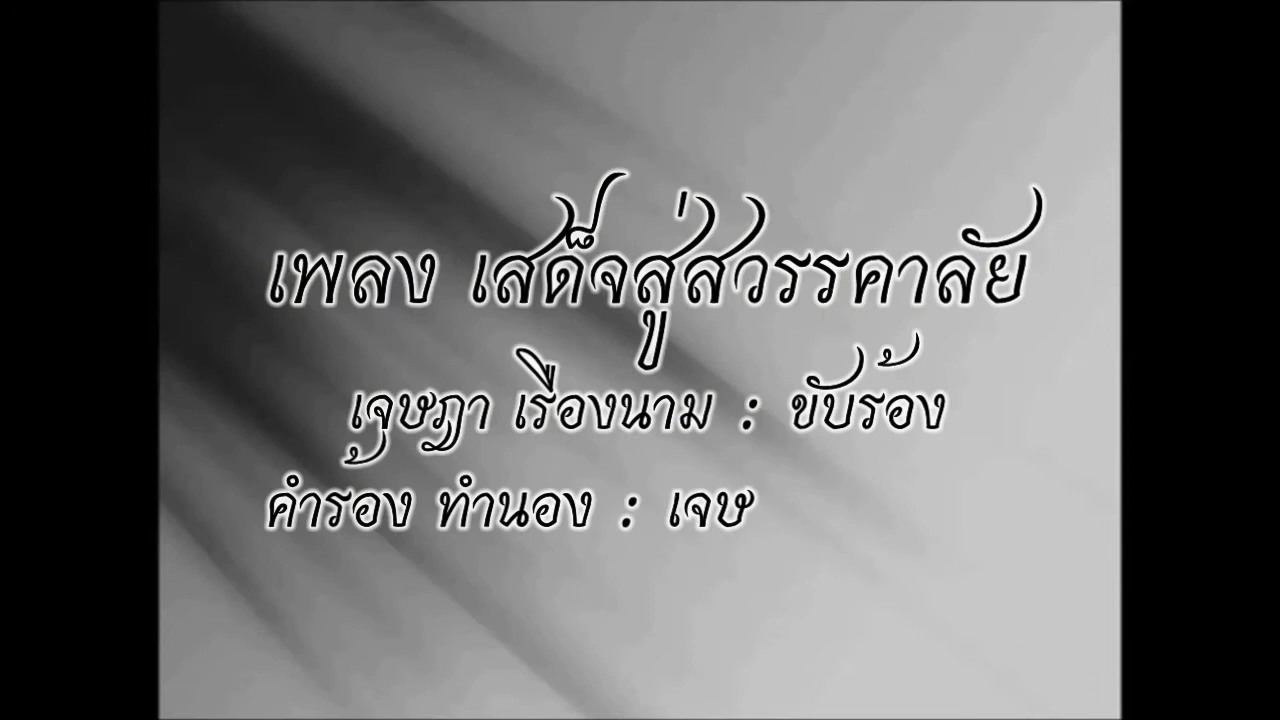 เพลง เสด็จสู่สวรรคาลัย
เจษฎา เรืองนาม : ขับร้อง
คำร้อง ทำนอง : เจษ